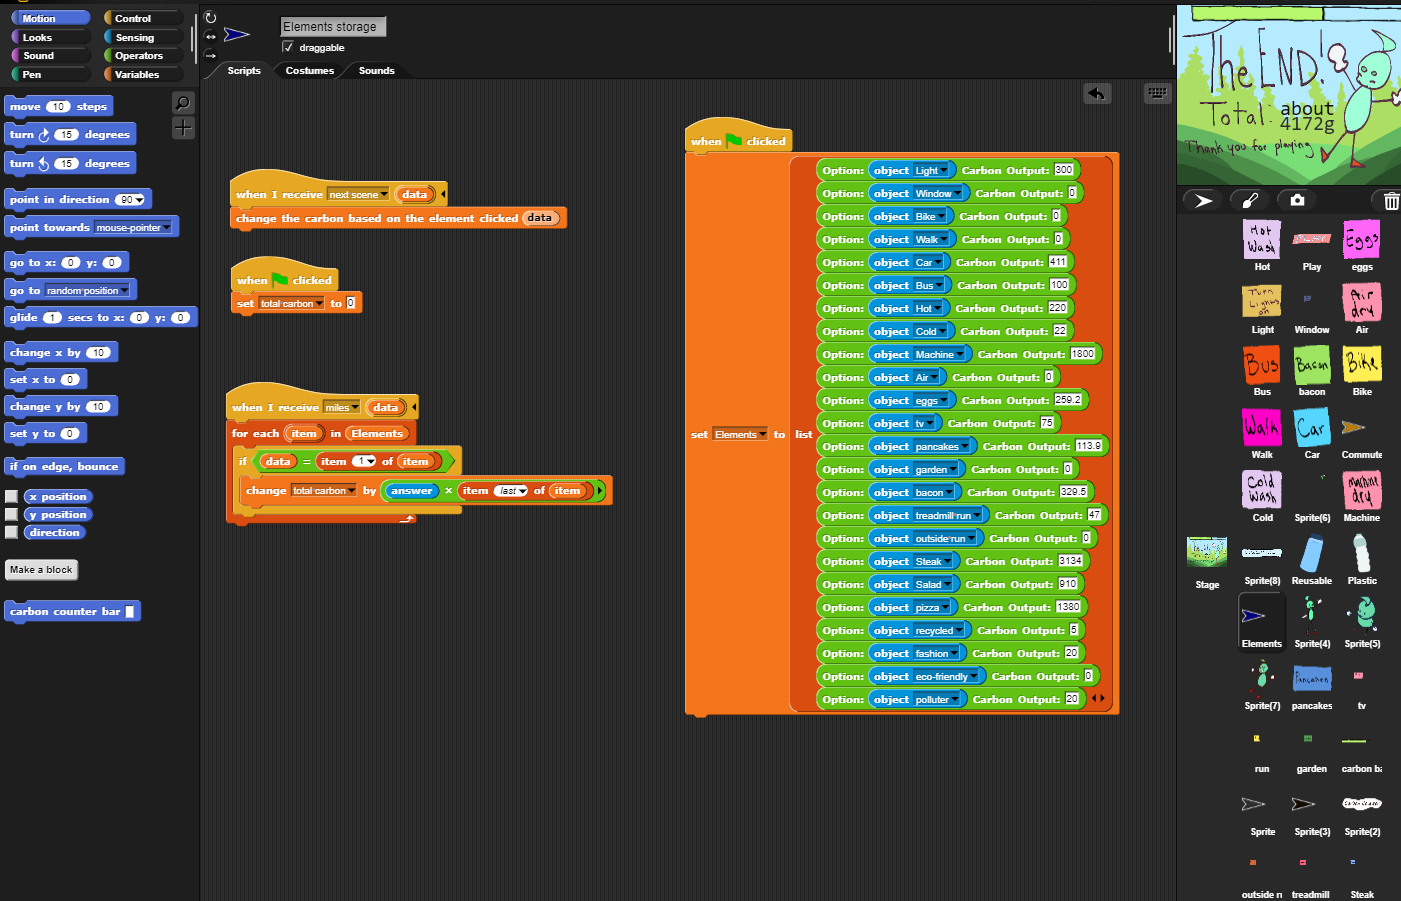 Motion
Looks
Sound
Pen
Control
Sensing
Operators
Variables
move 10 steps
turn 15 degrees
turn 15 degrees
point in direction 90
point towards mouse-pointer
go to x: 0 y: 0
go to random position
glide 1 secs to x: 0 y: 0
change x by 10
set x to 0
change y by 10
set y to 0
if on edge, bounce
x position
y position
direction
Make a block
carbon counter bar
Elements storage
draggable
Scripts
Costumes
Sounds
when I receive next scene data
change the carbon based on the element clicked data
when clicked
set total carbon to 0
when I receive miles data
for each item in Elements
if data = item 1 of item
change total carbon by answer × item last of item
when clicked
set Elements to list
Option: object Light Carbon Output: 300
Option: object Window Carbon Output: 0
Option: object Bike Carbon Output: 0
Option: object Walk Carbon Output: 0
Option: object Car Carbon Output: 411
Option: object Bus Carbon Output: 100
Option: object Hot Carbon Output: 220
Option: object Cold Carbon Output: 22
Option: object Machine Carbon Output: 1800
Option: object Air Carbon Output: 0
Option: object eggs Carbon Output: 259.2
Option: object tv Carbon Output: 75
Option: object pancakes Carbon Output: 113.9
Option: object garden Carbon Output: 0
Option: object bacon Carbon Output: 329.5
Option: object treadmill run Carbon Output: 47
Option: object outside run Carbon Output: 0
Option: object Steak Carbon Output: 3134
Option: object Salad Carbon Output: 910
Option: object pizza Carbon Output: 1380
Option: object recycled Carbon Output: 5
Option: object fashion Carbon Output: 20
Option: object eco-friendly Carbon Output: 0
Option: object polluter Carbon Output: 20
The END!
Total: about
4172g
Thank you for playing
Hot Wash
Eggs
Hot
Play
eggs
Turn Lights on
Air dry
Light
Window
Air
Bus
Bacon
Bike
Bus
bacon
Bike
Walk
Car
Walk
Car
Commute
Cold Wash
Machine dry
Cold
Sprite(6)
Machine
Stage
Sprite(8)
Reusable
Plastic
Elements
Sprite(4)
Sprite(5)
Pancakes
Sprite(7)
pancakes
tv
run
garden
carbon ba
Sprite
Sprite(3)
Sprite(2)
outside ru
treadmill
Steak